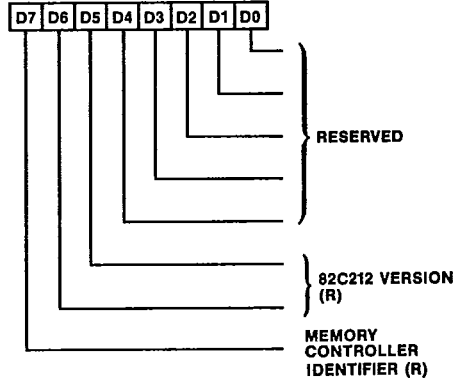 D7 D6 D5 D4 D3 D2 D1 D0
RESERVED
82C212 VERSION
(R)
MEMORY
CONTROLLER
IDENTIFIER (R)